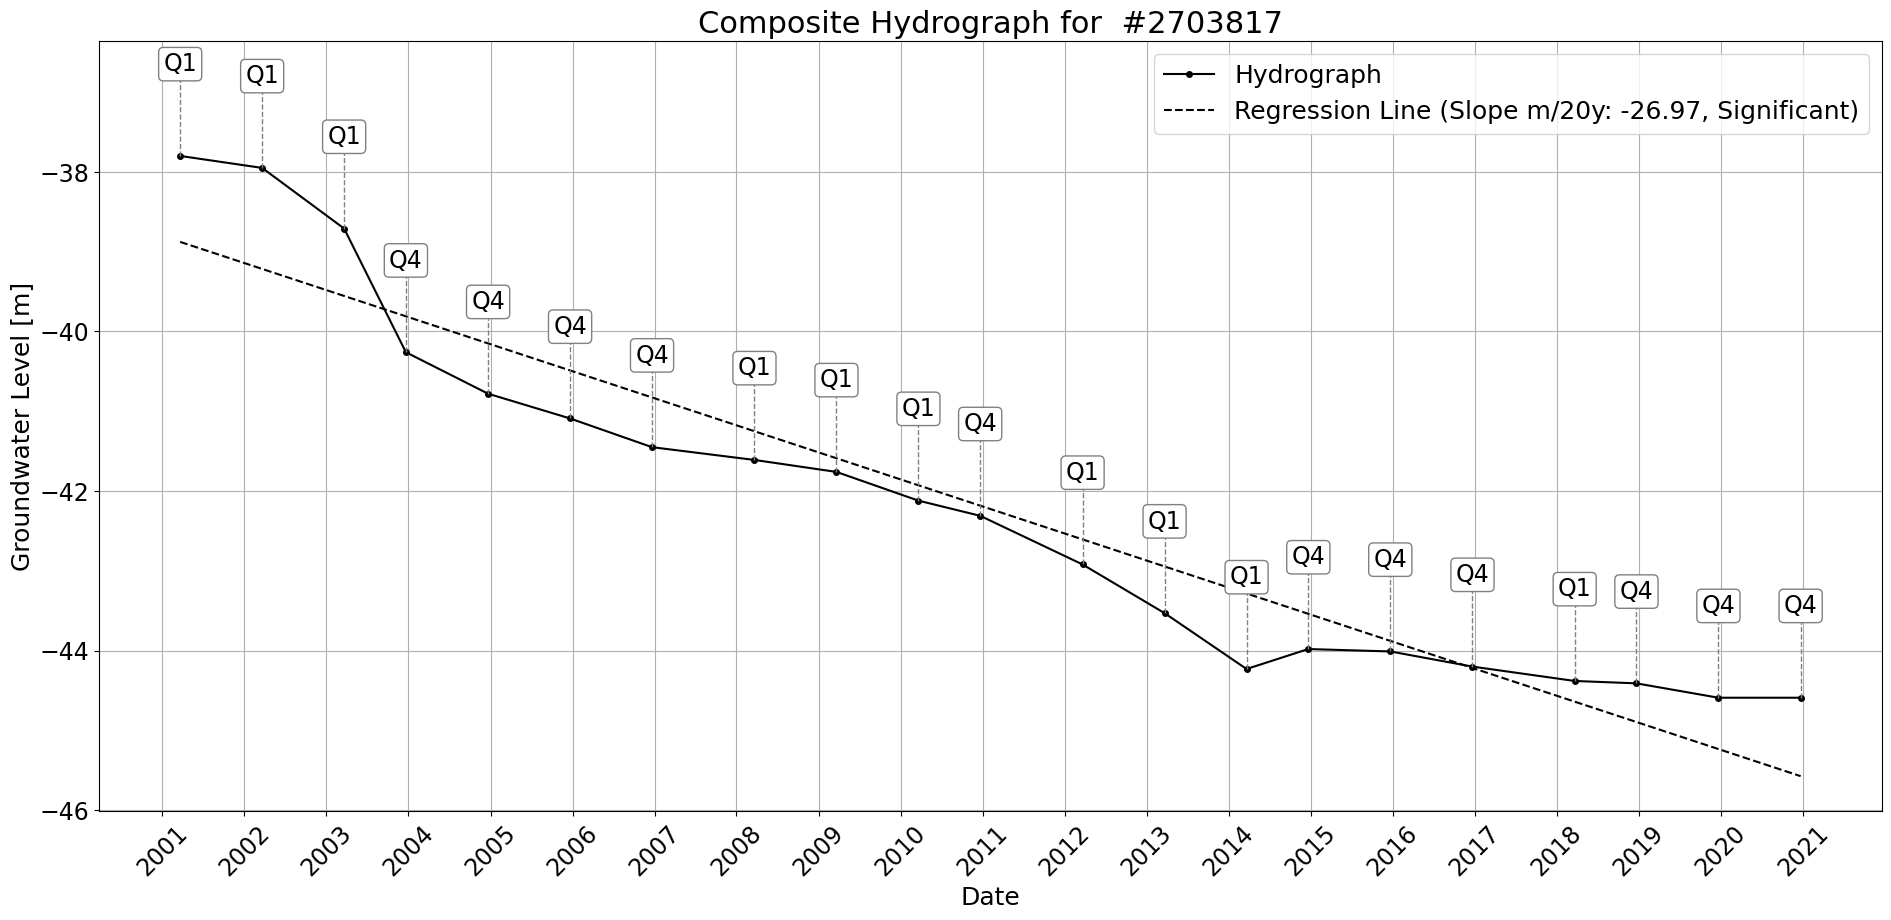 Composite Hydrograph for  #2703817
Hydrograph
Regression Line (Slope m/20y: -26.97, Significant)
Groundwater Level [m]
−38
−40
−42
−44
−46
Q1
Q1
Q1
Q4
Q4
Q4
Q4
Q1
Q1
Q1
Q4
Q1
Q1
Q1
Q4
Q4
Q4
Q1
Q4
Q4
Q4
2001
2002
2003
2004
2005
2006
2007
2008
2009
2010
2011
2012
2013
2014
2015
2016
2017
2018
2019
2020
2021
Date